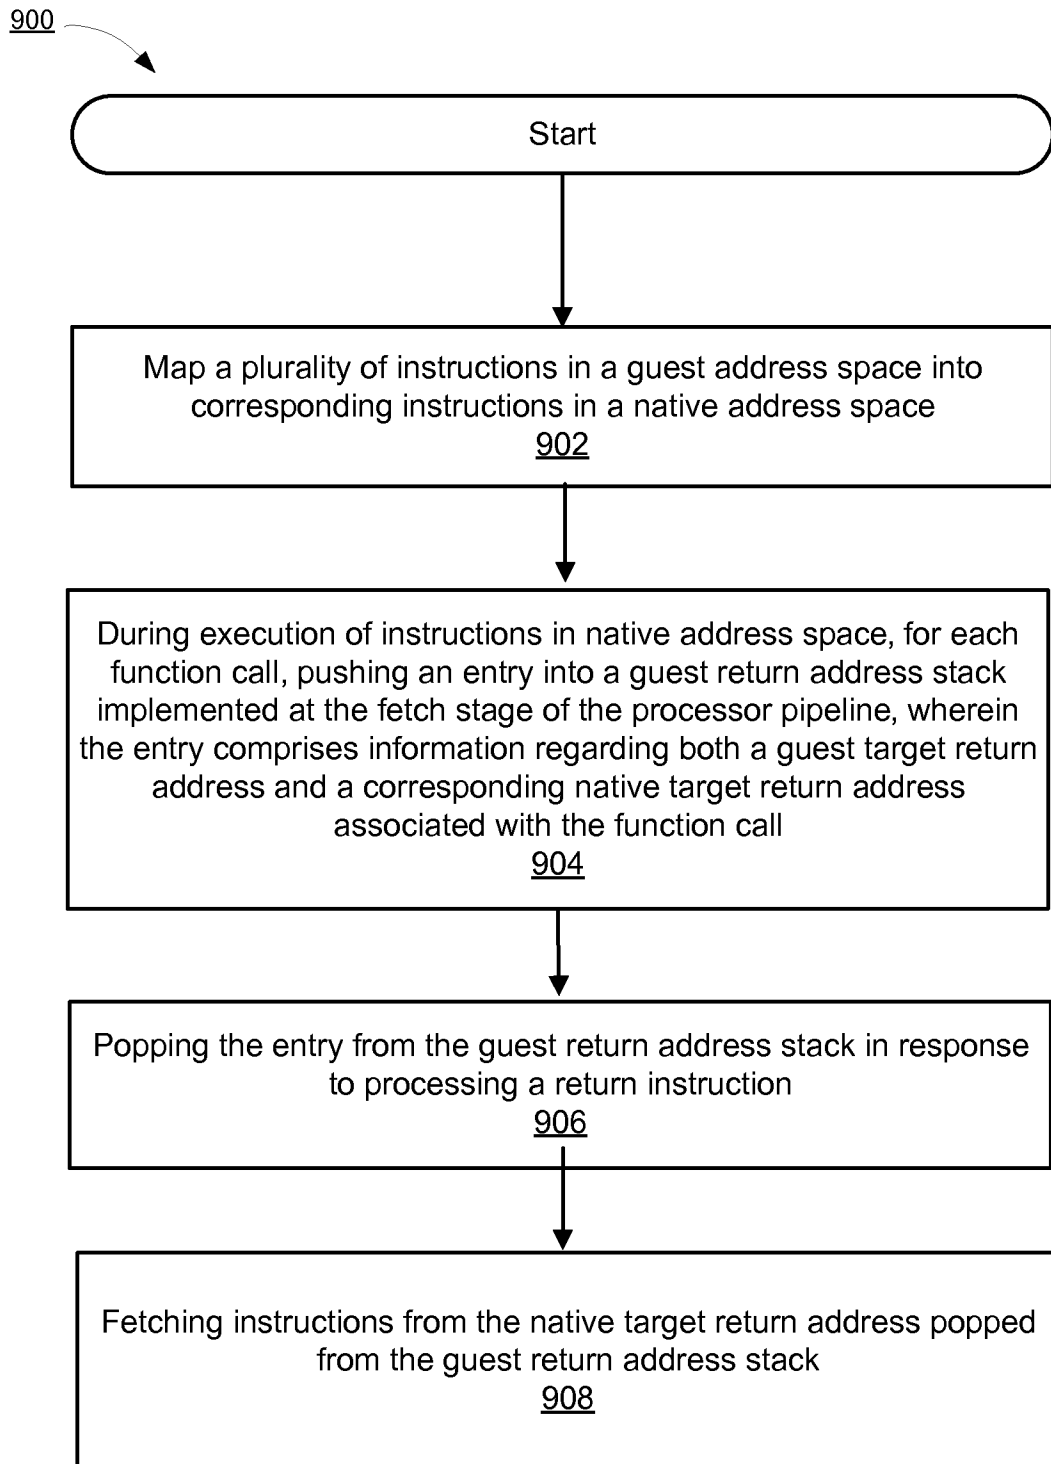 900
Start
Map a plurality of instructions in a guest address space into
corresponding instructions in a native address space
902
During execution of instructions in native address space, for each
function call, pushing an entry into a guest return address stack
implemented at the fetch stage of the processor pipeline, wherein
the entry comprises information regarding both a guest target return
address and a corresponding native target return address
associated with the function call
904
Popping the entry from the guest return address stack in response
to processing a return instruction
906
Fetching instructions from the native target return address popped
from the guest return address stack
908